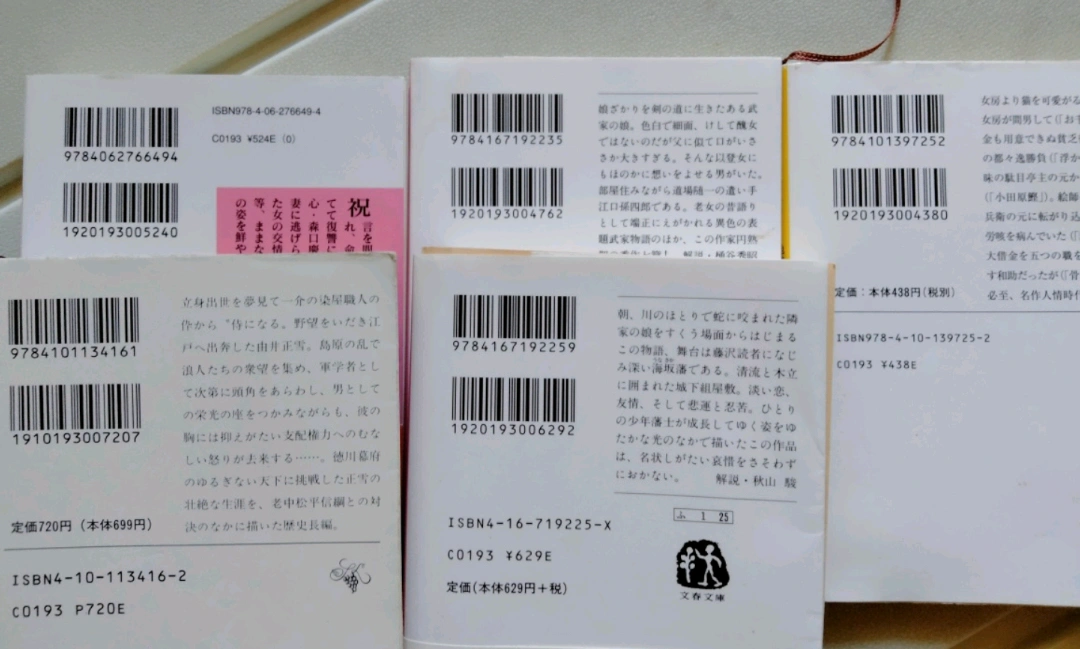 ISBN978-4-06-276649-4
C0193 ¥524E (0)
9784062766494
1920193005240
祝
言を
れ、
てて復讐に
心・森口慶
妻に逃げら
た女の交情
等、ままな
の姿を鮮や
9784167192235
1920193004762
娘ざかりを剣の道に生きたある武
家の娘。色白で細面、けして醜女
ではないのだが父に似て口がいさ
さか大きすぎる。そんな以登女に
もほのかに想いをよせる男がいた。
部屋住みながら道場随一の遣い手
江口孫四郎である。老女の昔語り
として端正にえがかれる異色の表
題武家物語のほか、この作家円熟
解説・桶谷秀昭
9784101397252
1920193004380
定価：本体438円(税別)
ISBN978-4-10-139725-2
C0193 ¥438E
女房より猫を可愛がる
女房が間男して(「お
金も用意できぬ貧乏
の都々逸勝負(「浮か
味の駄目亭主の元か
(「小田原鰹」)。絵師
兵衛の元に転がり込
労咳を病んでいた(「
大借金を五つの職を
す和助だったが(「骨
必至、名作人情時代
9784101134161
1910193007207
立身出世を夢見て一介の染屋職人の
伜から〝侍になる〟野望をいだき江
戸へ出奔した由井正雪。島原の乱で
浪人たちの衆望を集め、軍学者とし
て次第に頭角をあらわし、男として
の栄光の座をつかみながらも、彼の
胸には抑えがたい支配権力へのむな
しい怒りが去来する……。徳川幕府
のゆるぎない天下に挑戦した正雪の
壮絶な生涯を、老中松平信綱との対
決のなかに描いた歴史長編。
定価720円（本体699円）
ISBN4-10-113416-2
C0193 P720E
9784167192259
1920193006292
朝、川のほとりで蛇に咬まれた隣
家の娘をすくう場面からはじまる
この物語、舞台は藤沢読者になじ
み深い海坂藩である。清流と木立
に囲まれた城下組屋敷。淡い恋、
友情、そして悲運と忍苦。ひとり
の少年藩士が成長してゆく姿をゆ
たかな光のなかで描いたこの作品
は、名状しがたい哀惜をさそわず
におかない。 解説・秋山 駿
ISBN4-16-719225-X
C0193 ¥629E
定価(本体629円+税)
ふ 1 25
文春文庫